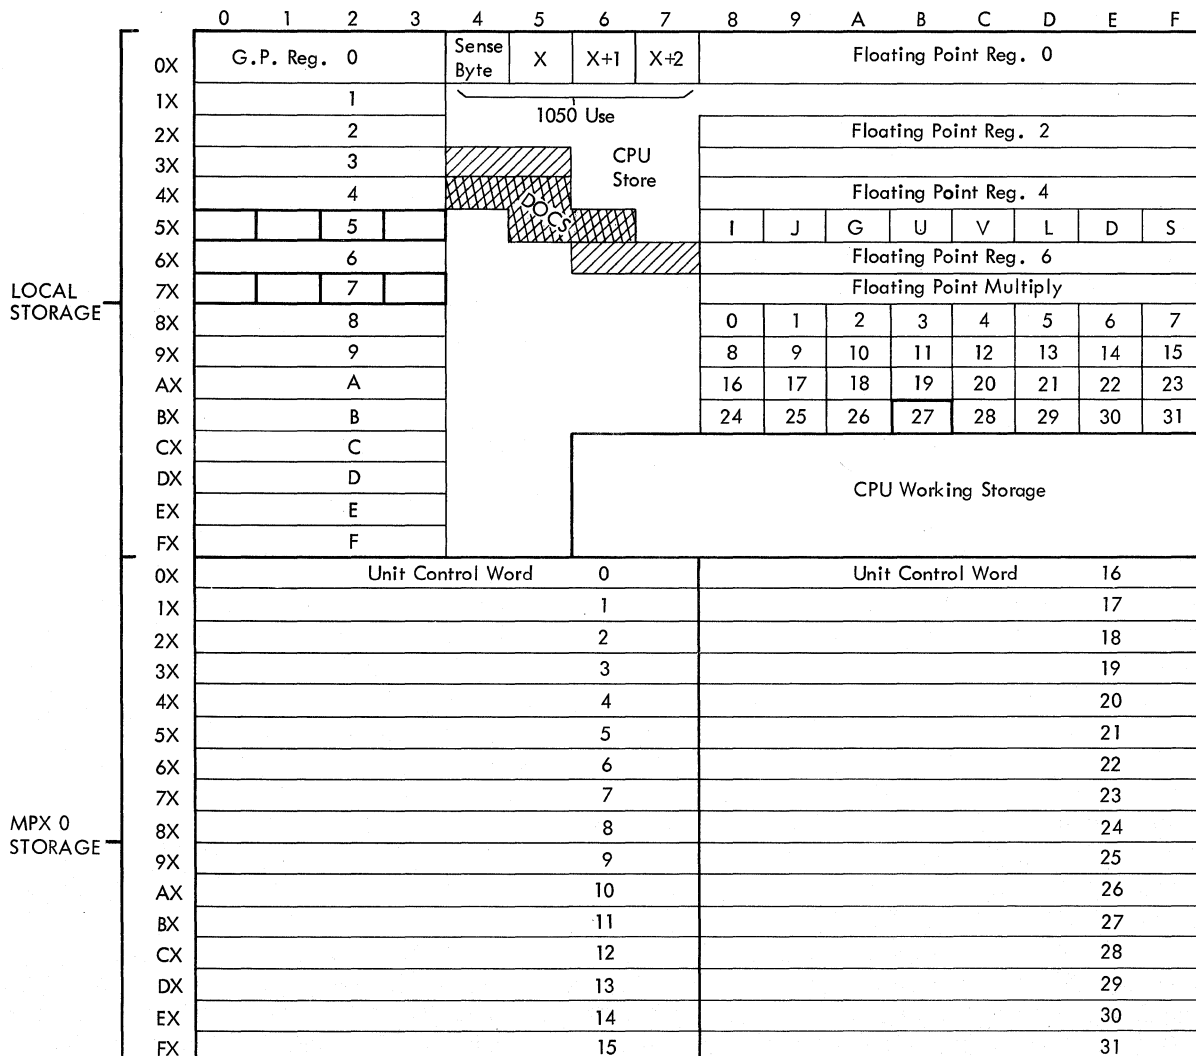 0 1 2 3 4 5 6 7 8 9 A B C D E F
0X G.P. Reg. 0 Sense Byte X X+1 X+2 Floating Point Reg. 0
1X 1
1050 Use
2X 2 Floating Point Reg. 2
3X 3
CPU
Store
4X 4 Floating Point Reg. 4
DOCS
5X 5 I J G U V L D S
6X 6 Floating Point Reg. 6
LOCAL
STORAGE
7X 7 Floating Point Multiply
8X 8 0 1 2 3 4 5 6 7
9X 9 8 9 10 11 12 13 14 15
AX A 16 17 18 19 20 21 22 23
BX B 24 25 26 27 28 29 30 31
CX C
DX D
CPU Working Storage
EX E
FX F
0X Unit Control Word 0 Unit Control Word 16
1X 1 17
2X 2 18
3X 3 19
4X 4 20
5X 5 21
6X 6 22
7X 7 23
MPX 0
STORAGE
8X 8 24
9X 9 25
AX 10 26
BX 11 27
CX 12 28
DX 13 29
EX 14 30
FX 15 31